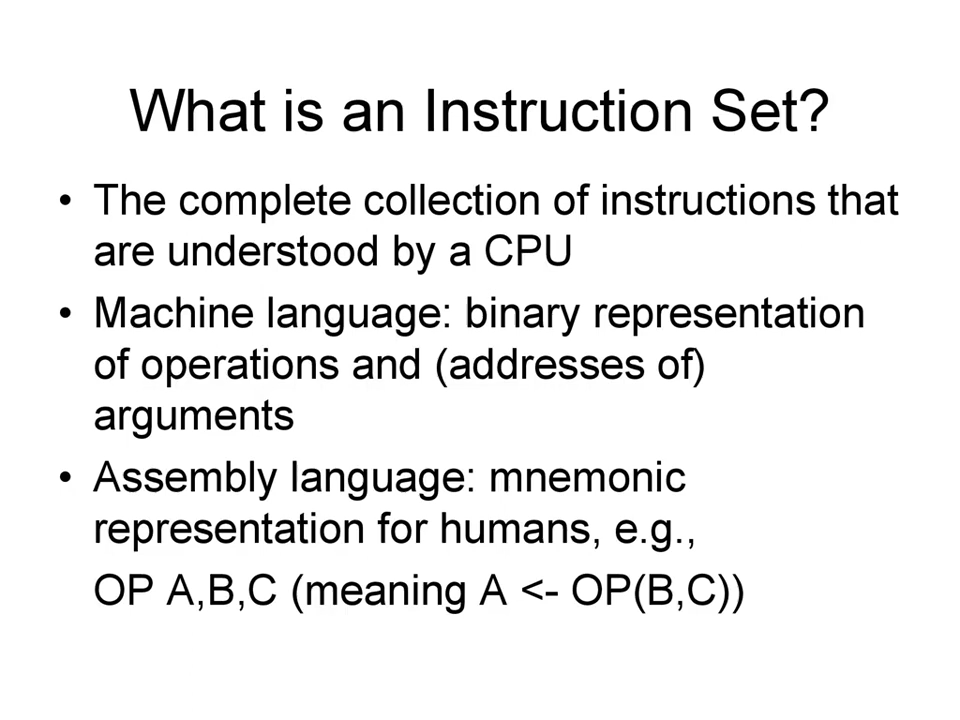 What is an Instruction Set?
• The complete collection of instructions that
are understood by a CPU
• Machine language: binary representation
of operations and (addresses of)
arguments
• Assembly language: mnemonic
representation for humans, e.g.,
OP A,B,C (meaning A <- OP(B,C))